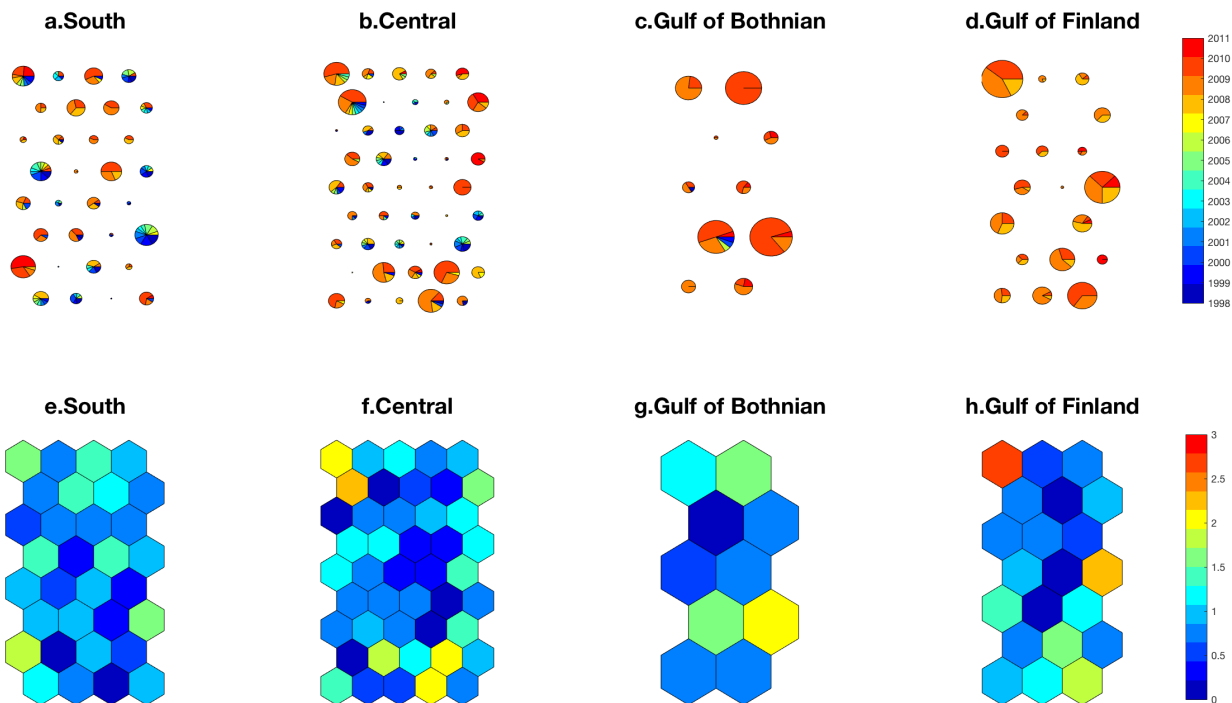 a.South
b.Central
c.Gulf of Bothnian
d.Gulf of Finland
2011
2010
2009
2008
2007
2006
2005
2004
2003
2002
2001
2000
1999
1998
e.South
f.Central
g.Gulf of Bothnian
h.Gulf of Finland
3
2.5
2
1.5
1
0.5
0